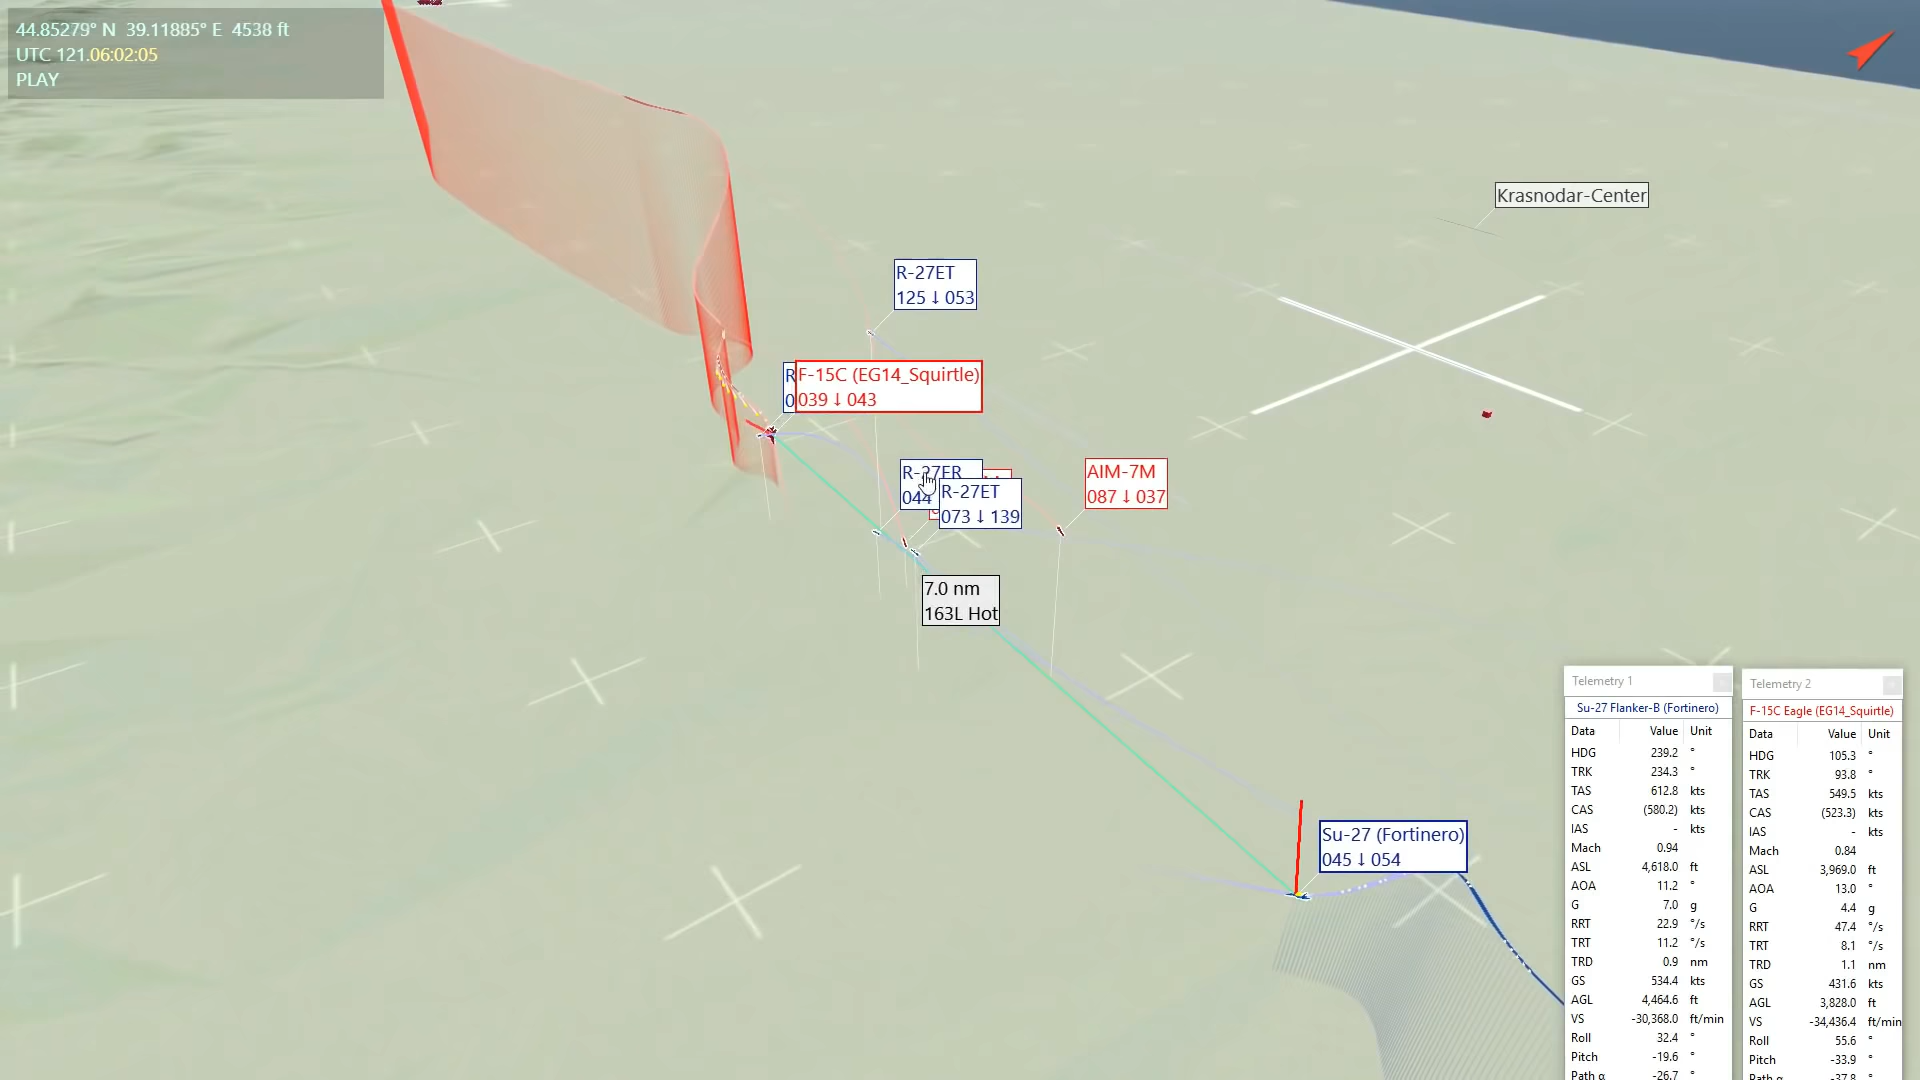 44.85279° N 39.11885° E 4538 ft
UTC 121.06:02:05
PLAY
Krasnodar-Center
R-27ET
125↓053
F-15C (EG14_Squirtle)
039↓043
R-27ER
044
R-27ET
073↓139
AIM-7M
087↓037
7.0 nm
163L Hot
Su-27 (Fortinero)
045↓054
Telemetry 1
Su-27 Flanker-B (Fortinero)
Data Value Unit
HDG 239.2 °
TRK 234.3 °
TAS 612.8 kts
CAS (580.2) kts
IAS - kts
Mach 0.94
ASL 4,618.0 ft
AOA 11.2 °
G 7.0 g
RRT 22.9 °/s
TRT 11.2 °/s
TRD 0.9 nm
GS 534.4 kts
AGL 4,464.6 ft
VS -30,368.0 ft/min
Roll 32.4 °
Pitch -19.6 °
Path α -26.7 °
Telemetry 2
F-15C Eagle (EG14_Squirtle)
Data Value Unit
HDG 105.3 °
TRK 93.8 °
TAS 549.5 kts
CAS (523.3) kts
IAS - kts
Mach 0.84
ASL 3,969.0 ft
AOA 13.0 °
G 4.4 g
RRT 47.4 °/s
TRT 8.1 °/s
TRD 1.1 nm
GS 431.6 kts
AGL 3,828.0 ft
VS -34,436.4 ft/min
Roll 55.6 °
Pitch -33.9 °
Path α -37.8 °